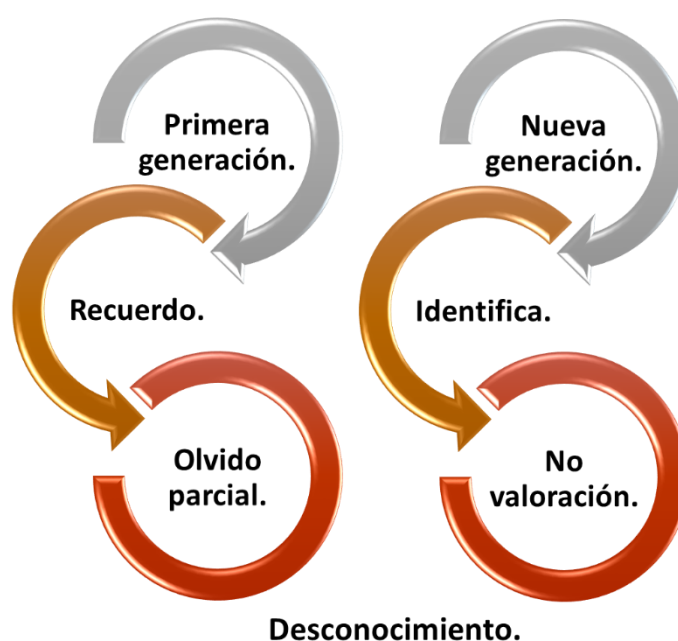 Primera
generación.
Recuerdo.
Olvido
parcial.
Nueva
generación.
Identifica.
No
valoración.
Desconocimiento.